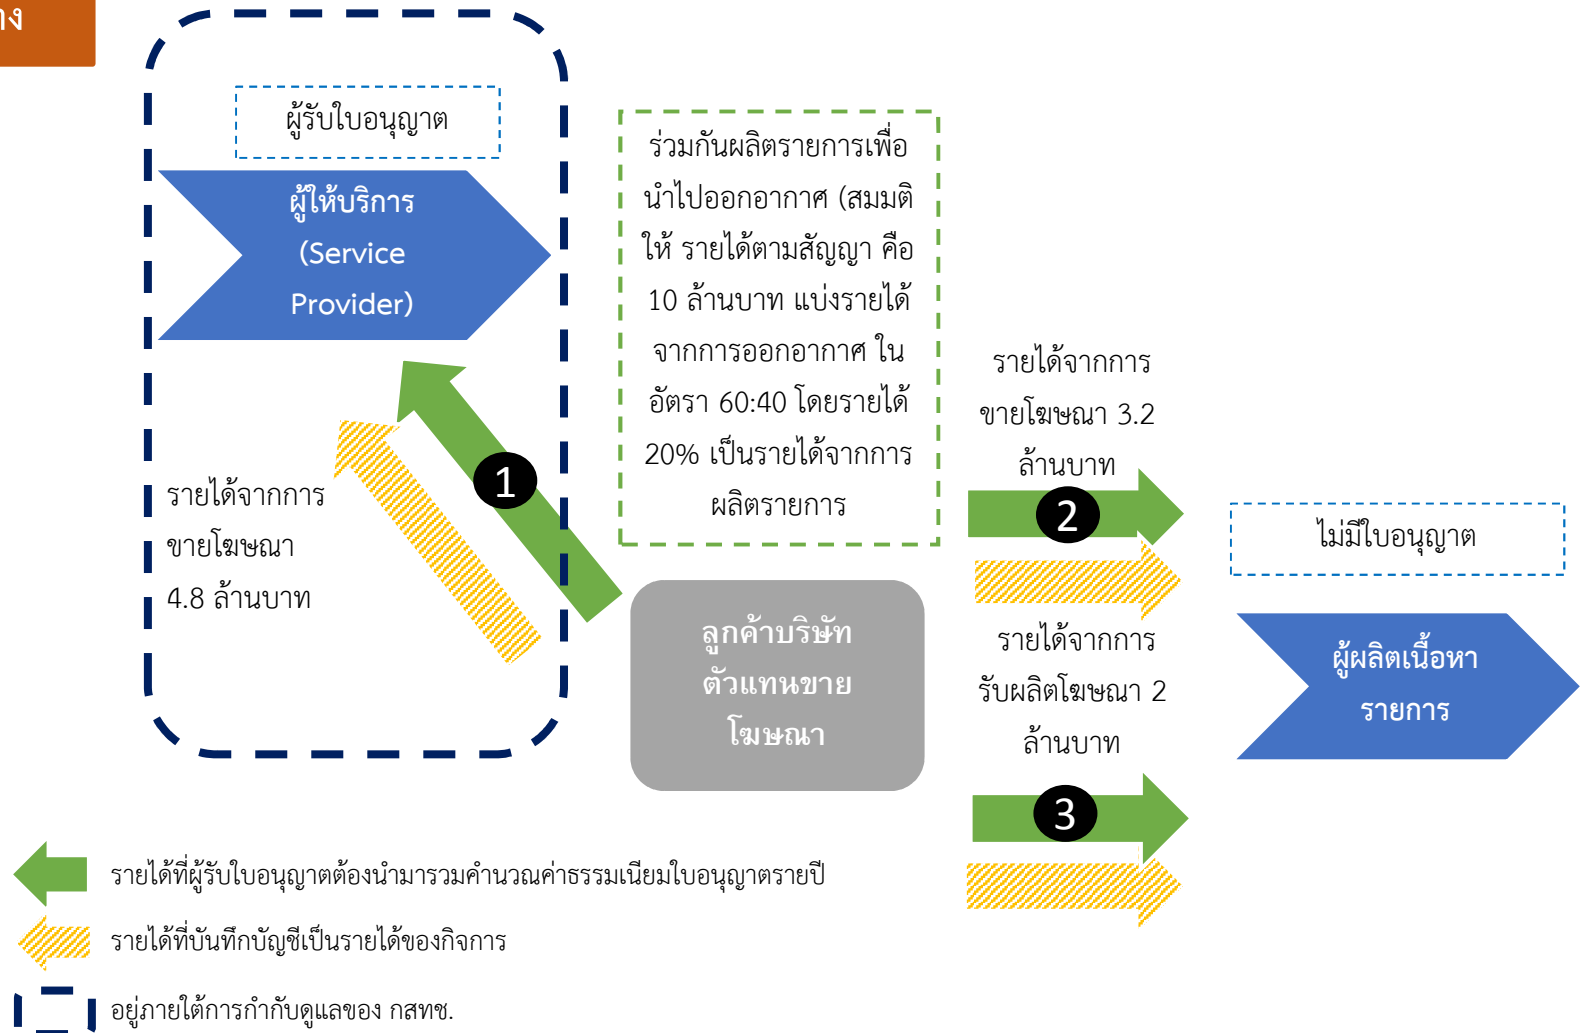 ผู้รับใบอนุญาต
ผู้ให้บริการ
(Service
Provider)
รายได้จากการ
ขายโฆษณา
4.8 ล้านบาท
1
ร่วมกันผลิตรายการเพื่อ
นำไปออกอากาศ (สมมติ
ให้ รายได้ตามสัญญา คือ
10 ล้านบาท แบ่งรายได้
จากการออกอากาศ ใน
อัตรา 60:40 โดยรายได้
20% เป็นรายได้จากการ
ผลิตรายการ
ลูกค้าบริษัท
ตัวแทนขาย
โฆษณา
รายได้จากการ
ขายโฆษณา 3.2
ล้านบาท
2
รายได้จากการ
รับผลิตโฆษณา 2
ล้านบาท
3
ไม่มีใบอนุญาต
ผู้ผลิตเนื้อหา
รายการ
รายได้ที่ผู้รับใบอนุญาตต้องนำมารวมคำนวณค่าธรรมเนียมใบอนุญาตรายปี
รายได้ที่บันทึกบัญชีเป็นรายได้ของกิจการ
อยู่ภายใต้การกำกับดูแลของ กสทช.